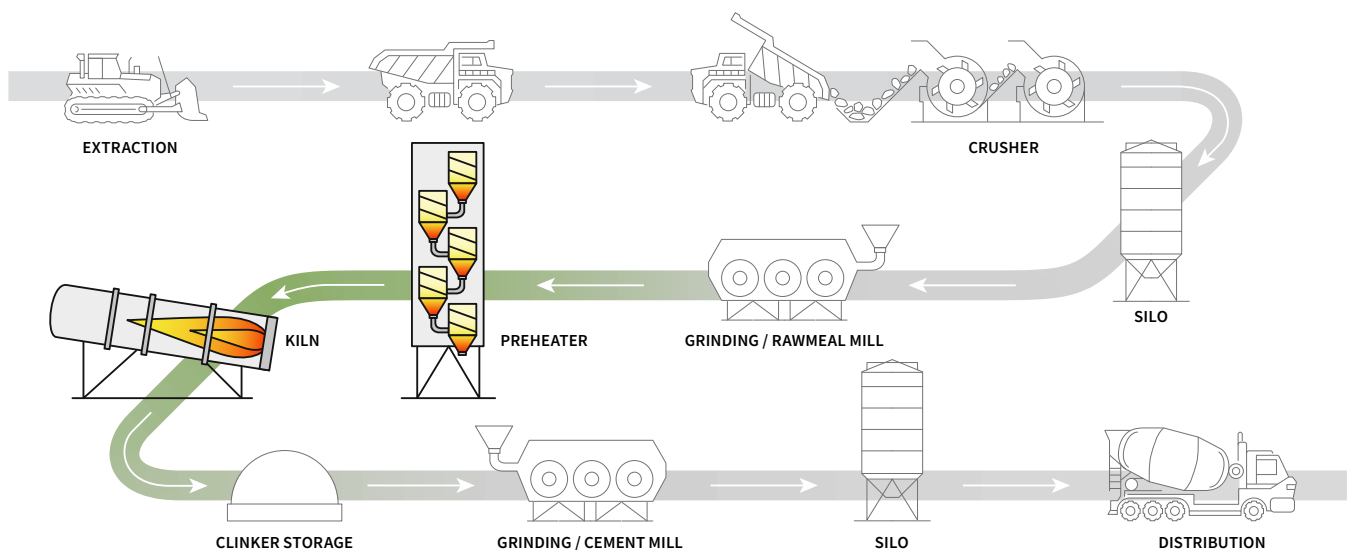 EXTRACTION
CRUSHER
SILO
GRINDING / RAWMEAL MILL
PREHEATER
KILN
CLINKER STORAGE
GRINDING / CEMENT MILL
SILO
DISTRIBUTION